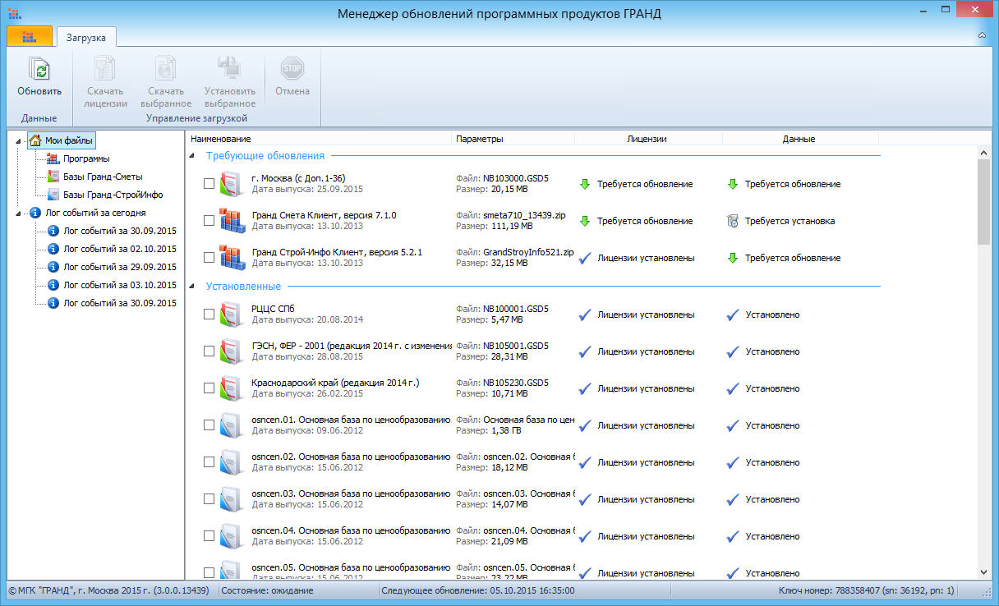 Менеджер обновлений программных продуктов ГРАНД
Загрузка
Обновить
Скачать лицензии
Скачать выбранное
Установить выбранное
STOP
Отмена
Данные
Управление загрузкой
Мои файлы
Программы
Базы Гранд-Сметы
Базы Гранд-СтройИнфо
Лог событий за сегодня
Лог событий за 30.09.2015
Лог событий за 02.10.2015
Лог событий за 29.09.2015
Лог событий за 03.10.2015
Лог событий за 30.09.2015
Наименование Параметры Лицензии Данные
Требующие обновления
г. Москва (с Доп. 1-36) Файл: NB103000.GSD5 Требуется обновление Требуется обновление
Дата выпуска: 25.09.2015 Размер: 20,15 МВ
Гранд Смета Клиент, версия 7.1.0 Файл: smeta710_13439.zip Требуется обновление Требуется установка
Дата выпуска: 13.10.2013 Размер: 111,19 МВ
Гранд Строй-Инфо Клиент, версия 5.2.1 Файл: GrandStroyInfo521.zip Лицензии установлены Требуется обновление
Дата выпуска: 13.10.2013 Размер: 32,15 МВ
Установленные
РЦЦС СПб Файл: NB100001.GSD5 Лицензии установлены Установлено
Дата выпуска: 20.08.2014 Размер: 5,47 МВ
ГЭСН, ФЕР - 2001 (редакция 2014 г. с изменения Файл: NB105001.GSD5 Лицензии установлены Установлено
Дата выпуска: 28.08.2015 Размер: 28,31 МВ
Краснодарский край (редакция 2014 г.) Файл: NB105230.GSD5 Лицензии установлены Установлено
Дата выпуска: 26.02.2015 Размер: 10,71 МВ
osncen.01. Основная база по ценообразованию. Файл: Основная база по цен Лицензии установлены Установлено
Дата выпуска: 09.06.2012 Размер: 1,38 ГБ
osncen.02. Основная база по ценообразованию Файл: osncen.02. Основная б Лицензии установлены Установлено
Дата выпуска: 15.06.2012 Размер: 18,12 МВ
osncen.03. Основная база по ценообразованию Файл: osncen.03. Основная б Лицензии установлены Установлено
Дата выпуска: 15.06.2012 Размер: 14,07 МВ
osncen.04. Основная база по ценообразованию Файл: osncen.04. Основная б Лицензии установлены Установлено
Дата выпуска: 15.06.2012 Размер: 21,09 МВ
osncen.05. Основная база по ценообразованию Файл: osncen.05. Основная б Лицензии установлены Установлено
Дата выпуска: 15.06.2012 Размер: 23,22 МВ
© МГК "ГРАНД", г. Москва 2015 г. (3.0.0.13439) Состояние: ожидание Следующее обновление: 05.10.2015 16:35:00 Ключ номер: 788358407 (sn: 36192, pn: 1)